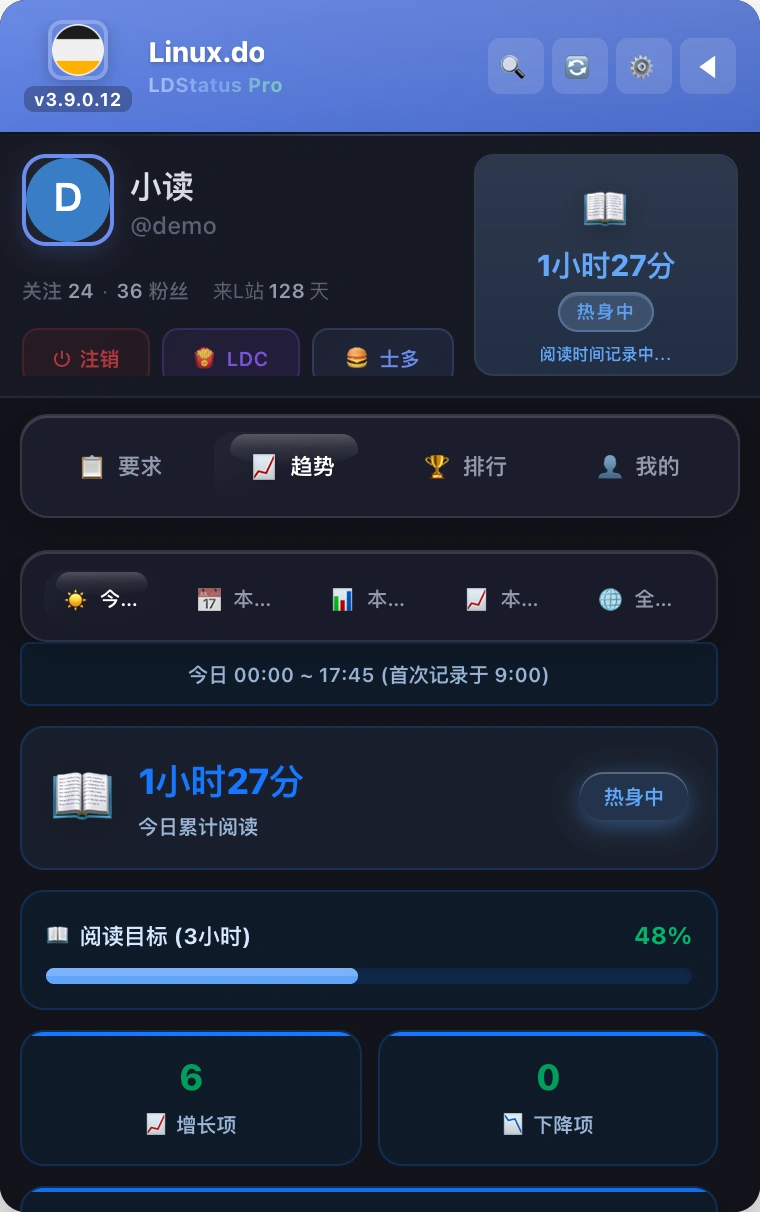 Linux.do
LDStatus Pro
v3.9.0.12
D
小读
@demo
关注 24 · 36 粉丝 来L站 128 天
注销
LDC
士多
1小时27分
热身中
阅读时间记录中...
要求
趋势
排行
我的
今...
17
本...
本...
本...
全...
今日 00:00 ~ 17:45 (首次记录于 9:00)
1小时27分
今日累计阅读
热身中
阅读目标 (3小时)
48%
6
增长项
0
下降项